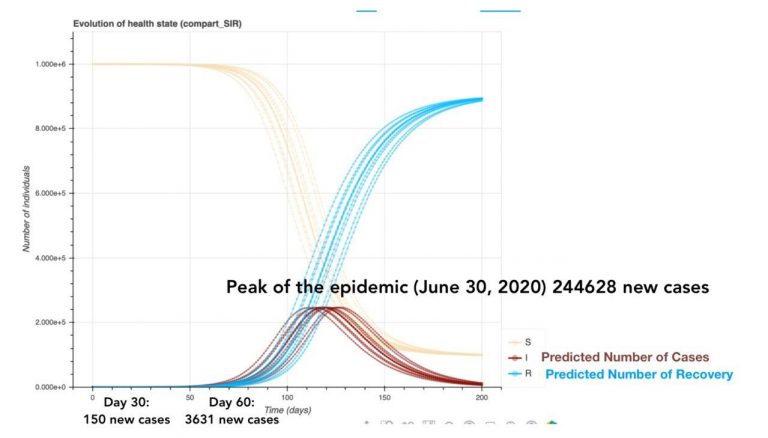 Evolution of health state (compart_SIR)
1.000e+6
8.000e+5
6.000e+5
4.000e+5
2.000e+5
0.000e+0
Number of individuals
Peak of the epidemic (June 30, 2020) 244628 new cases
S
I Predicted Number of Cases
R Predicted Number of Recovery
0 50 100 150 200
Time (days)
Day 30:
150 new cases
Day 60:
3631 new cases